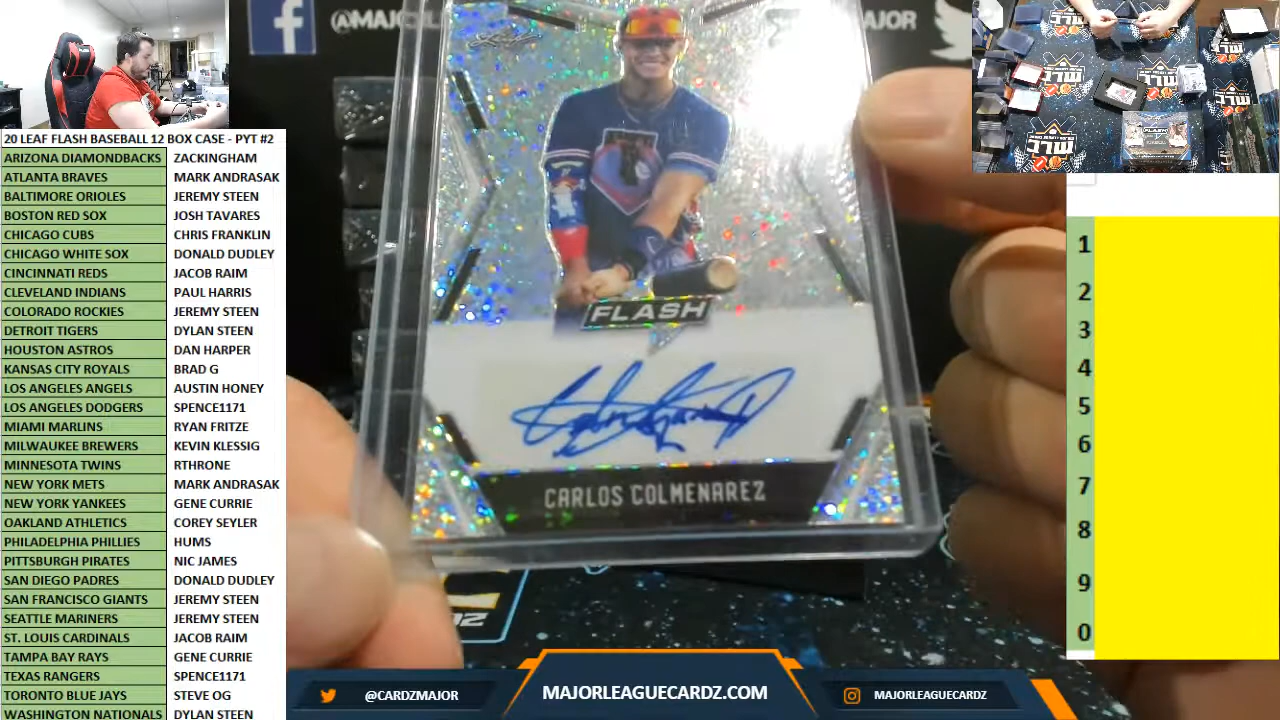 20 LEAF FLASH BASEBALL 12 BOX CASE - PYT #2
ARIZONA DIAMONDBACKS ZACKINGHAM
ATLANTA BRAVES MARK ANDRASAK
BALTIMORE ORIOLES JEREMY STEEN
BOSTON RED SOX JOSH TAVARES
CHICAGO CUBS CHRIS FRANKLIN
CHICAGO WHITE SOX DONALD DUDLEY
CINCINNATI REDS JACOB RAIM
CLEVELAND INDIANS PAUL HARRIS
COLORADO ROCKIES JEREMY STEEN
DETROIT TIGERS DYLAN STEEN
HOUSTON ASTROS DAN HARPER
KANSAS CITY ROYALS BRAD G
LOS ANGELES ANGELS AUSTIN HONEY
LOS ANGELES DODGERS SPENCE1171
MIAMI MARLINS RYAN FRITZE
MILWAUKEE BREWERS KEVIN KLESSIG
MINNESOTA TWINS RTHRONE
NEW YORK METS MARK ANDRASAK
NEW YORK YANKEES GENE CURRIE
OAKLAND ATHLETICS COREY SEYLER
PHILADELPHIA PHILLIES HUMS
PITTSBURGH PIRATES NIC JAMES
SAN DIEGO PADRES DONALD DUDLEY
SAN FRANCISCO GIANTS JEREMY STEEN
SEATTLE MARINERS JEREMY STEEN
ST. LOUIS CARDINALS JACOB RAIM
TAMPA BAY RAYS GENE CURRIE
TEXAS RANGERS SPENCE1171
TORONTO BLUE JAYS STEVE OG
WASHINGTON NATIONALS DYLAN STEEN
f @MAJOR
MAJOR
Leaf
FLASH
CARLOS COLMENAREZ
MLC
MLC
MLC
MLC
FLASH
1
2
3
4
5
6
7
8
9
0
@CARDZMAJOR
MAJORLEAGUECARDZ.COM
MAJORLEAGUECARDZ